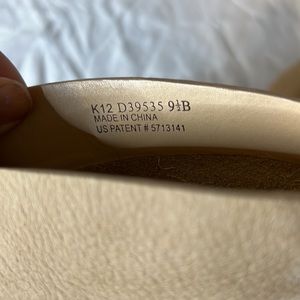 K12 D39535 9½B
MADE IN CHINA
US PATENT # 5713141